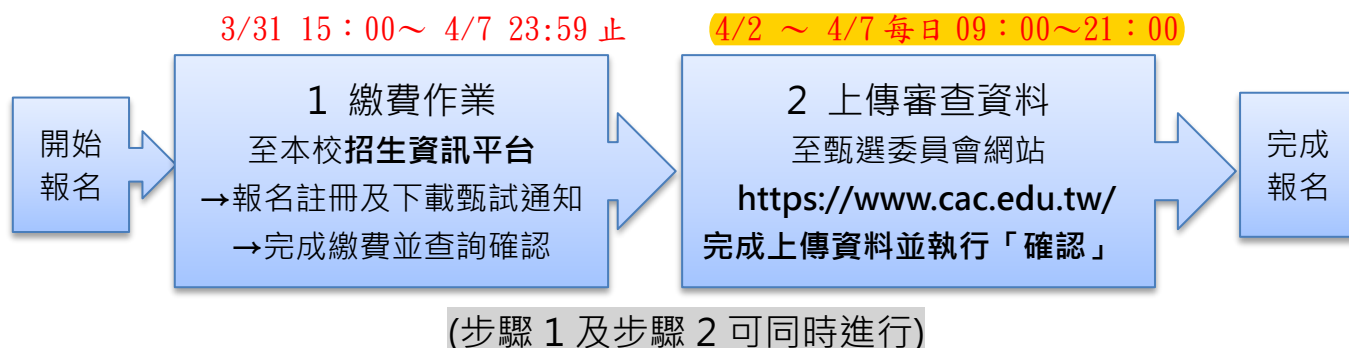 3/31 15：00～ 4/7 23:59 止
4/2 ～ 4/7 每日 09：00～21：00
開始
報名
1 繳費作業
至本校招生資訊平台
→報名註冊及下載甄試通知
→完成繳費並查詢確認
2 上傳審查資料
至甄選委員會網站
https://www.cac.edu.tw/
完成上傳資料並執行「確認」
完成
報名
(步驟 1 及步驟 2 可同時進行)